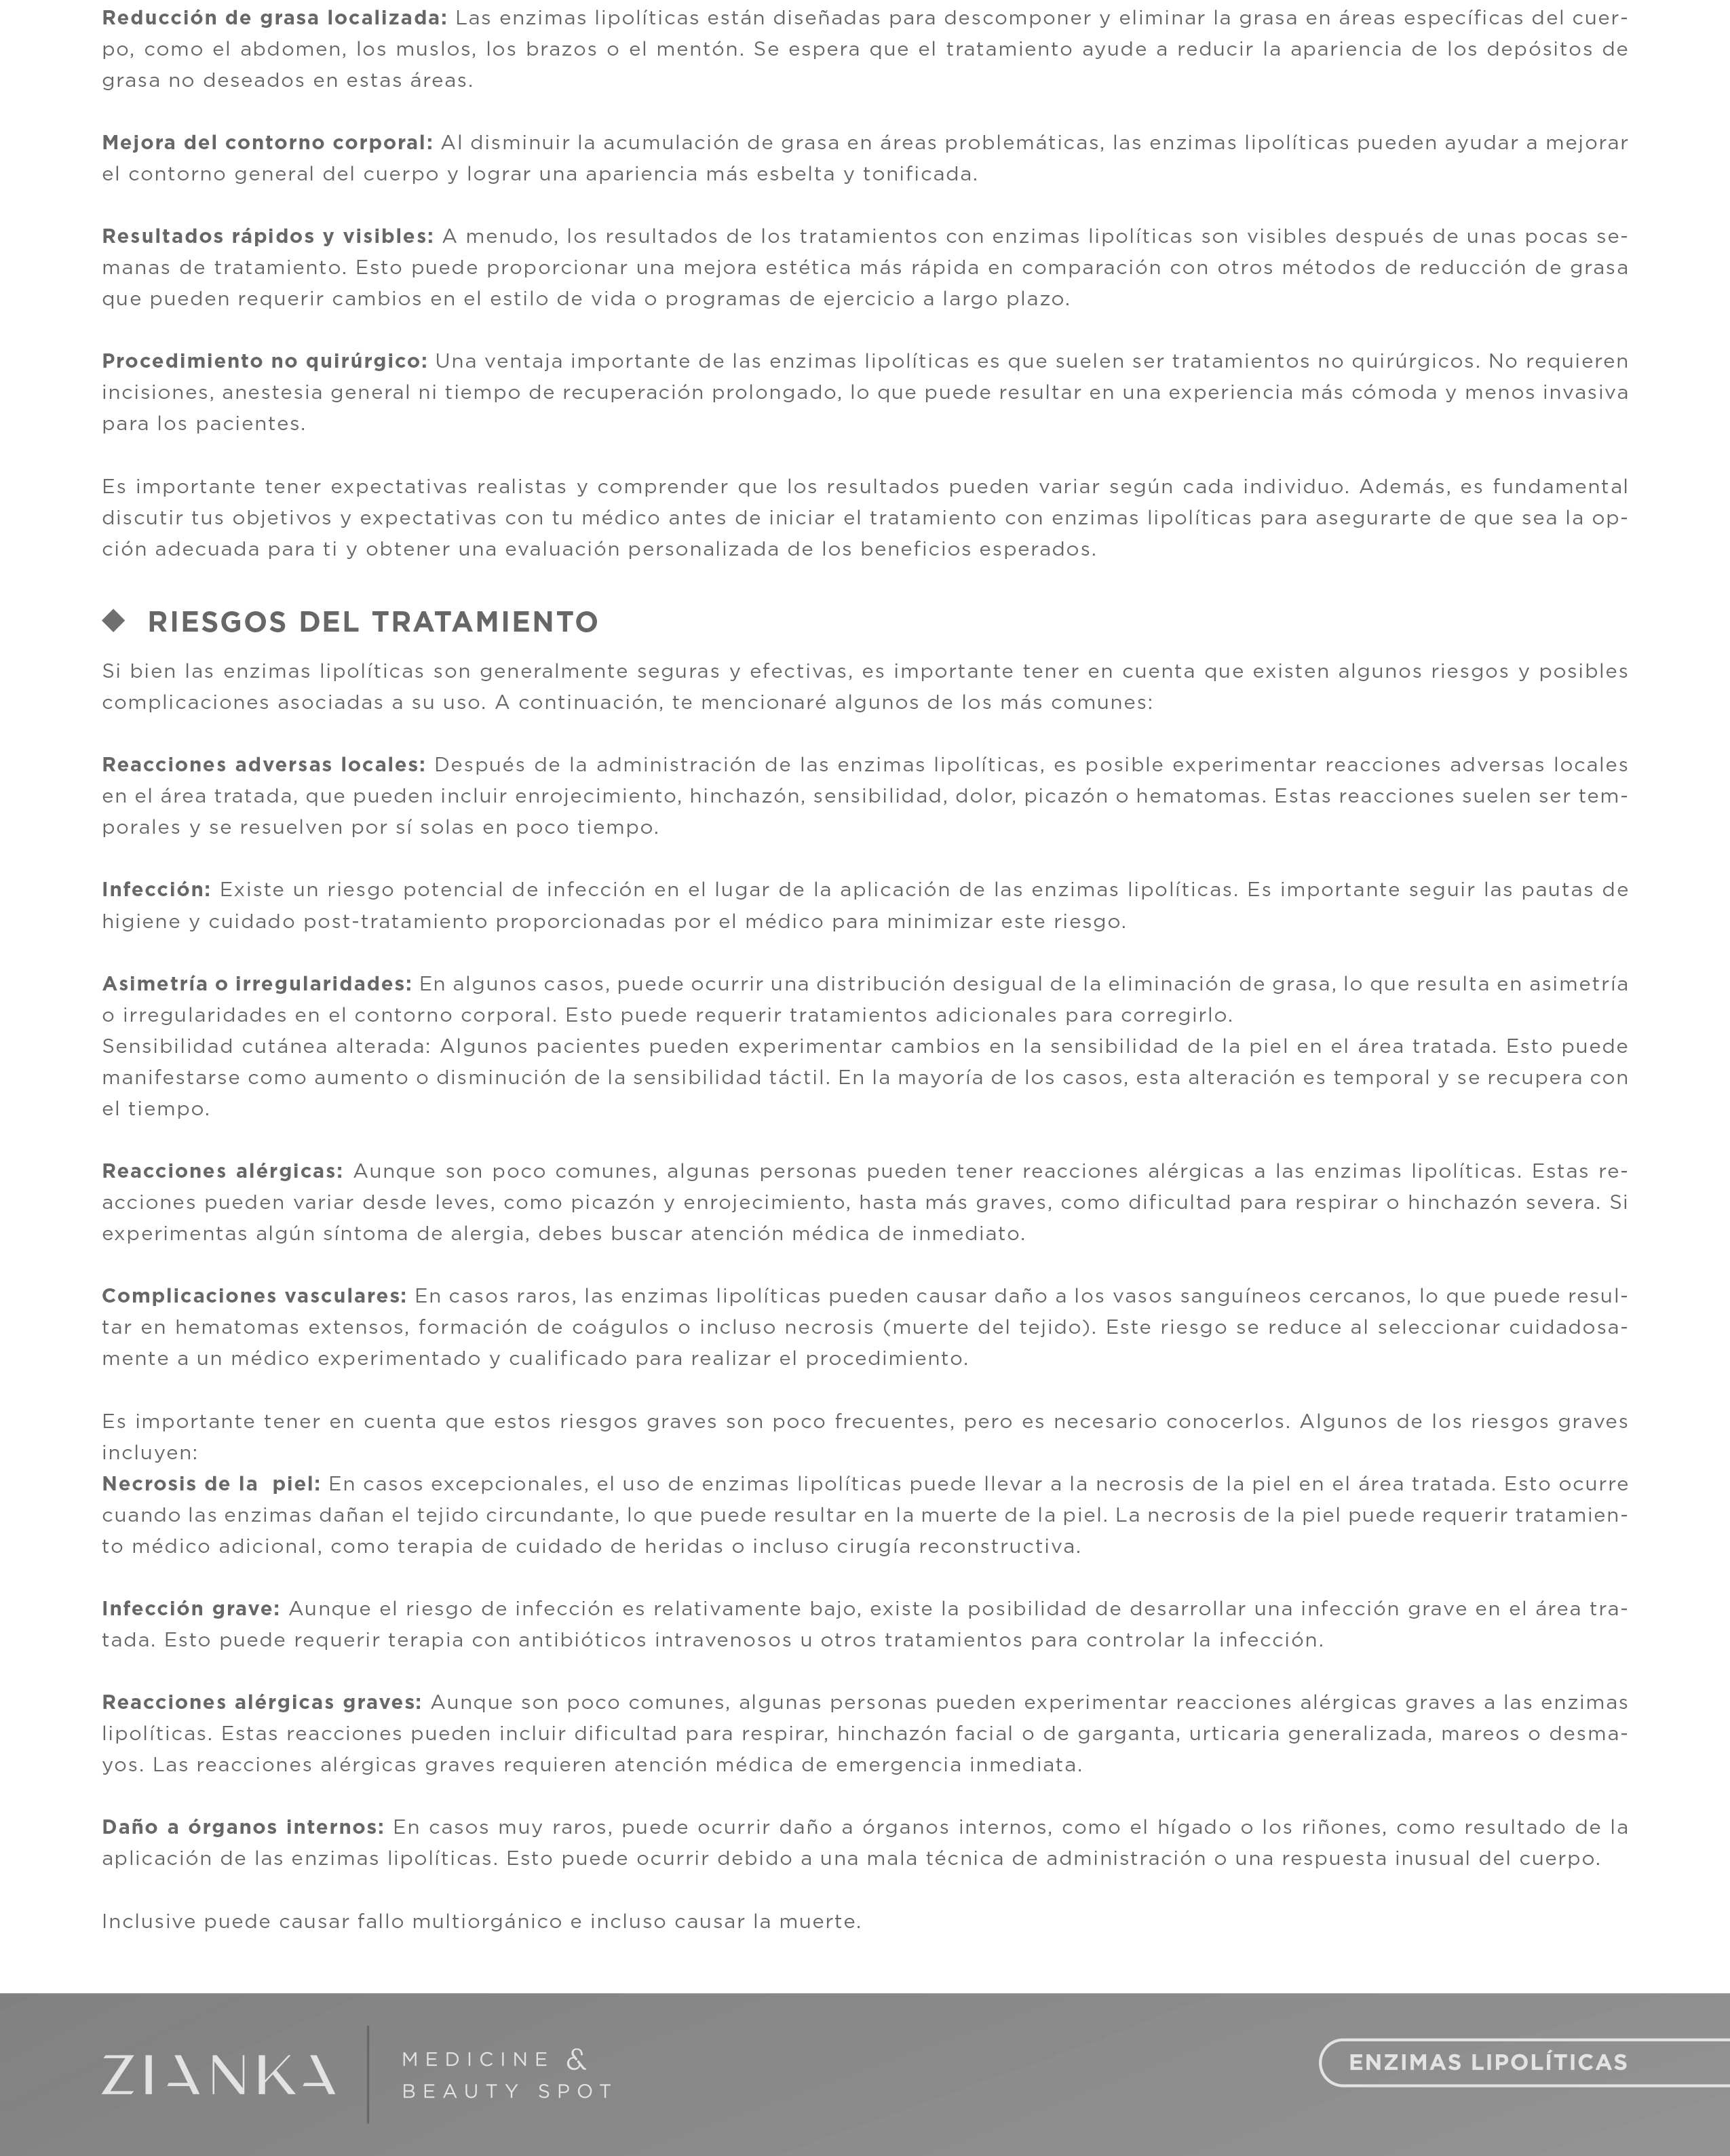 Reducción de grasa localizada: Las enzimas lipolíticas están diseñadas para descomponer y eliminar la grasa en áreas específicas del cuer-
po, como el abdomen, los muslos, los brazos o el mentón. Se espera que el tratamiento ayude a reducir la apariencia de los depósitos de
grasa no deseados en estas áreas.
Mejora del contorno corporal: Al disminuir la acumulación de grasa en áreas problemáticas, las enzimas lipolíticas pueden ayudar a mejorar
el contorno general del cuerpo y lograr una apariencia más esbelta y tonificada.
Resultados rápidos y visibles: A menudo, los resultados de los tratamientos con enzimas lipolíticas son visibles después de unas pocas se-
manas de tratamiento. Esto puede proporcionar una mejora estética más rápida en comparación con otros métodos de reducción de grasa
que pueden requerir cambios en el estilo de vida o programas de ejercicio a largo plazo.
Procedimiento no quirúrgico: Una ventaja importante de las enzimas lipolíticas es que suelen ser tratamientos no quirúrgicos. No requieren
incisiones, anestesia general ni tiempo de recuperación prolongado, lo que puede resultar en una experiencia más cómoda y menos invasiva
para los pacientes.
Es importante tener expectativas realistas y comprender que los resultados pueden variar según cada individuo. Además, es fundamental
discutir tus objetivos y expectativas con tu médico antes de iniciar el tratamiento con enzimas lipolíticas para asegurarte de que sea la op-
ción adecuada para ti y obtener una evaluación personalizada de los beneficios esperados.
◆ RIESGOS DEL TRATAMIENTO
Si bien las enzimas lipolíticas son generalmente seguras y efectivas, es importante tener en cuenta que existen algunos riesgos y posibles
complicaciones asociadas a su uso. A continuación, te mencionaré algunos de los más comunes:
Reacciones adversas locales: Después de la administración de las enzimas lipolíticas, es posible experimentar reacciones adversas locales
en el área tratada, que pueden incluir enrojecimiento, hinchazón, sensibilidad, dolor, picazón o hematomas. Estas reacciones suelen ser tem-
porales y se resuelven por sí solas en poco tiempo.
Infección: Existe un riesgo potencial de infección en el lugar de la aplicación de las enzimas lipolíticas. Es importante seguir las pautas de
higiene y cuidado post-tratamiento proporcionadas por el médico para minimizar este riesgo.
Asimetría o irregularidades: En algunos casos, puede ocurrir una distribución desigual de la eliminación de grasa, lo que resulta en asimetría
o irregularidades en el contorno corporal. Esto puede requerir tratamientos adicionales para corregirlo.
Sensibilidad cutánea alterada: Algunos pacientes pueden experimentar cambios en la sensibilidad de la piel en el área tratada. Esto puede
manifestarse como aumento o disminución de la sensibilidad táctil. En la mayoría de los casos, esta alteración es temporal y se recupera con
el tiempo.
Reacciones alérgicas: Aunque son poco comunes, algunas personas pueden tener reacciones alérgicas a las enzimas lipolíticas. Estas re-
acciones pueden variar desde leves, como picazón y enrojecimiento, hasta más graves, como dificultad para respirar o hinchazón severa. Si
experimentas algún síntoma de alergia, debes buscar atención médica de inmediato.
Complicaciones vasculares: En casos raros, las enzimas lipolíticas pueden causar daño a los vasos sanguíneos cercanos, lo que puede resul-
tar en hematomas extensos, formación de coágulos o incluso necrosis (muerte del tejido). Este riesgo se reduce al seleccionar cuidadosa-
mente a un médico experimentado y cualificado para realizar el procedimiento.
Es importante tener en cuenta que estos riesgos graves son poco frecuentes, pero es necesario conocerlos. Algunos de los riesgos graves
incluyen:
Necrosis de la  piel: En casos excepcionales, el uso de enzimas lipolíticas puede llevar a la necrosis de la piel en el área tratada. Esto ocurre
cuando las enzimas dañan el tejido circundante, lo que puede resultar en la muerte de la piel. La necrosis de la piel puede requerir tratamien-
to médico adicional, como terapia de cuidado de heridas o incluso cirugía reconstructiva.
Infección grave: Aunque el riesgo de infección es relativamente bajo, existe la posibilidad de desarrollar una infección grave en el área tra-
tada. Esto puede requerir terapia con antibióticos intravenosos u otros tratamientos para controlar la infección.
Reacciones alérgicas graves: Aunque son poco comunes, algunas personas pueden experimentar reacciones alérgicas graves a las enzimas
lipolíticas. Estas reacciones pueden incluir dificultad para respirar, hinchazón facial o de garganta, urticaria generalizada, mareos o desma-
yos. Las reacciones alérgicas graves requieren atención médica de emergencia inmediata.
Daño a órganos internos: En casos muy raros, puede ocurrir daño a órganos internos, como el hígado o los riñones, como resultado de la
aplicación de las enzimas lipolíticas. Esto puede ocurrir debido a una mala técnica de administración o una respuesta inusual del cuerpo.
Inclusive puede causar fallo multiorgánico e incluso causar la muerte.
ZIANKA
MEDICINE &
BEAUTY SPOT
ENZIMAS LIPOLÍTICAS